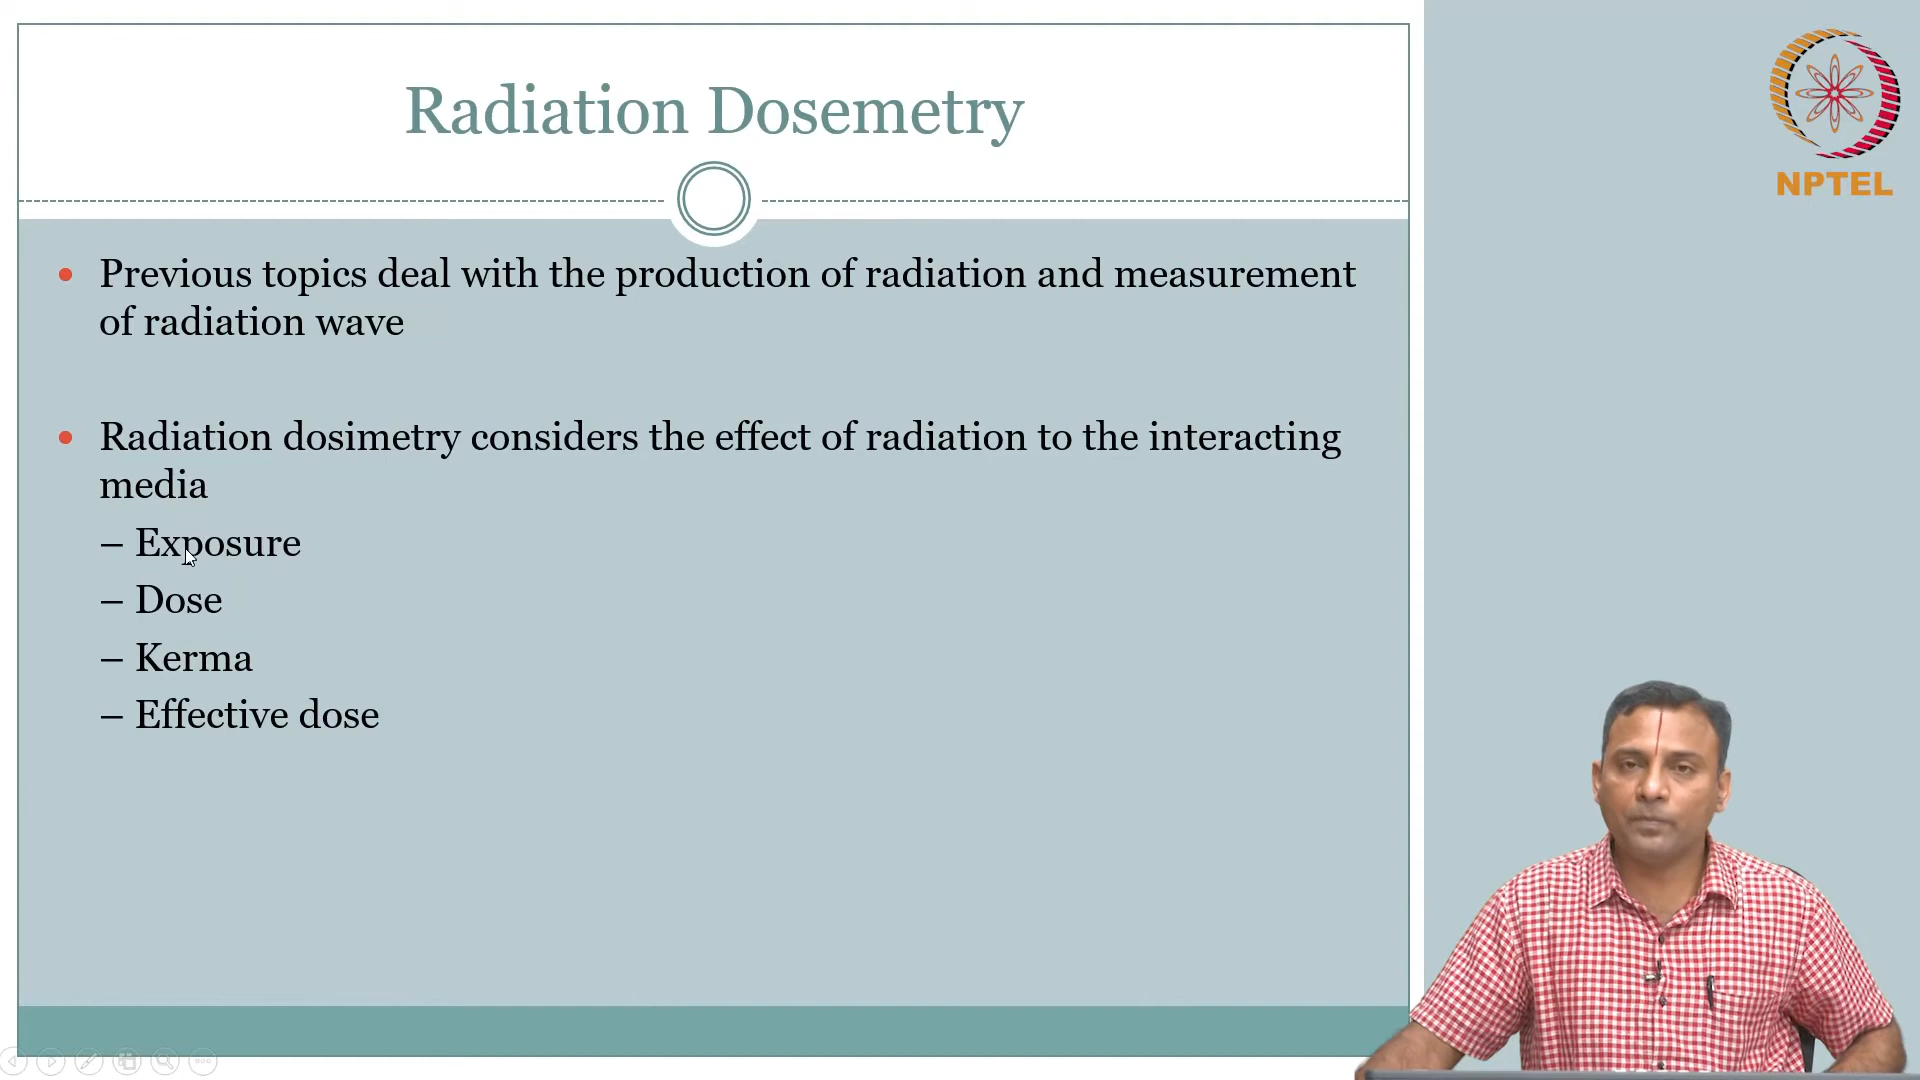 Radiation Dosemetry
NPTEL
Previous topics deal with the production of radiation and measurement
of radiation wave
Radiation dosimetry considers the effect of radiation to the interacting
media
– Exposure
– Dose
– Kerma
– Effective dose